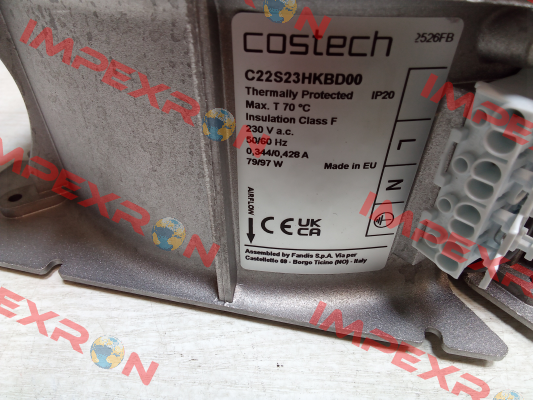 costech
2526FB
C22S23HKBD00
Thermally Protected IP20
Max. T 70 °C
Insulation Class F
230 V a.c.
50/60 Hz
0,344/0,428 A
79/97 W
Made in EU
L
N
AIRFLOW
CE UK
CA
Assembled by Fandis S.p.A. Via per
Castelletto 69 - Borgo Ticino (NO) - Italy
IMPEXRON
IMPEXRON
IMPEXRON
IMPEXRON
IMPEXRON